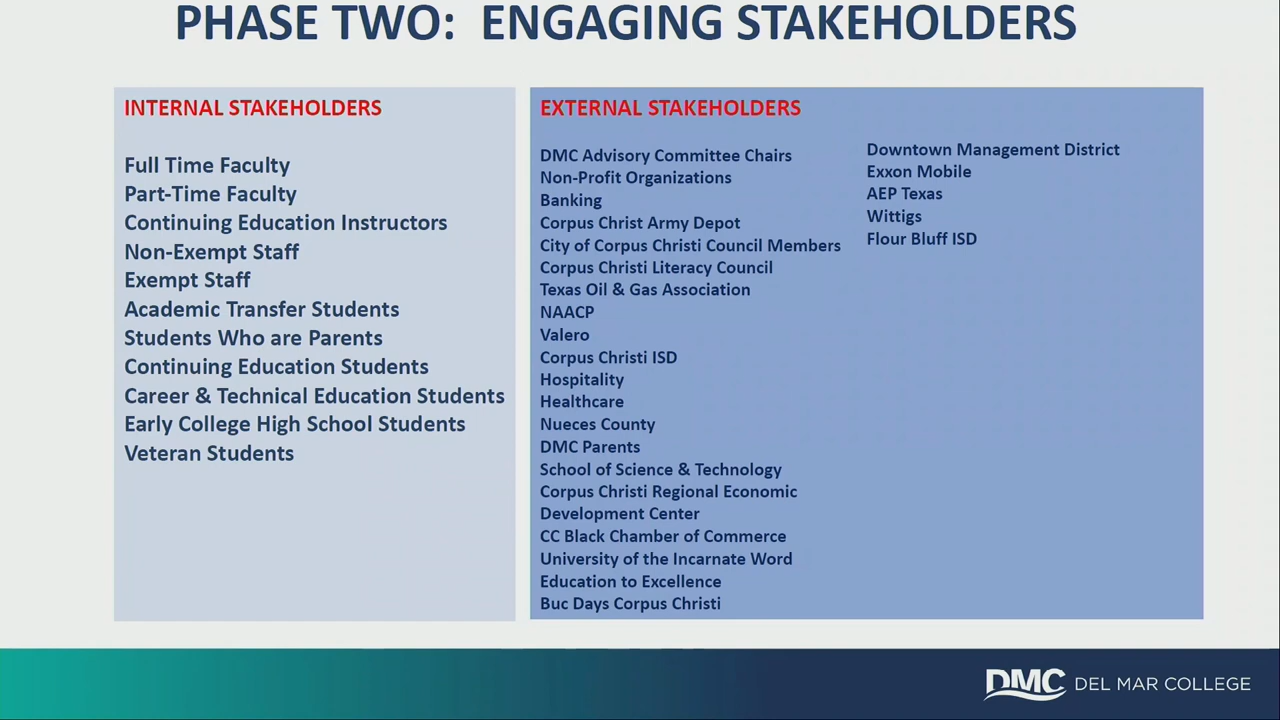 PHASE TWO: ENGAGING STAKEHOLDERS
INTERNAL STAKEHOLDERS
Full Time Faculty
Part-Time Faculty
Continuing Education Instructors
Non-Exempt Staff
Exempt Staff
Academic Transfer Students
Students Who are Parents
Continuing Education Students
Career & Technical Education Students
Early College High School Students
Veteran Students
EXTERNAL STAKEHOLDERS
DMC Advisory Committee Chairs
Non-Profit Organizations
Banking
Corpus Christ Army Depot
City of Corpus Christi Council Members
Corpus Christi Literacy Council
Texas Oil & Gas Association
NAACP
Valero
Corpus Christi ISD
Hospitality
Healthcare
Nueces County
DMC Parents
School of Science & Technology
Corpus Christi Regional Economic
Development Center
CC Black Chamber of Commerce
University of the Incarnate Word
Education to Excellence
Buc Days Corpus Christi
Downtown Management District
Exxon Mobile
AEP Texas
Wittigs
Flour Bluff ISD
DMC DEL MAR COLLEGE